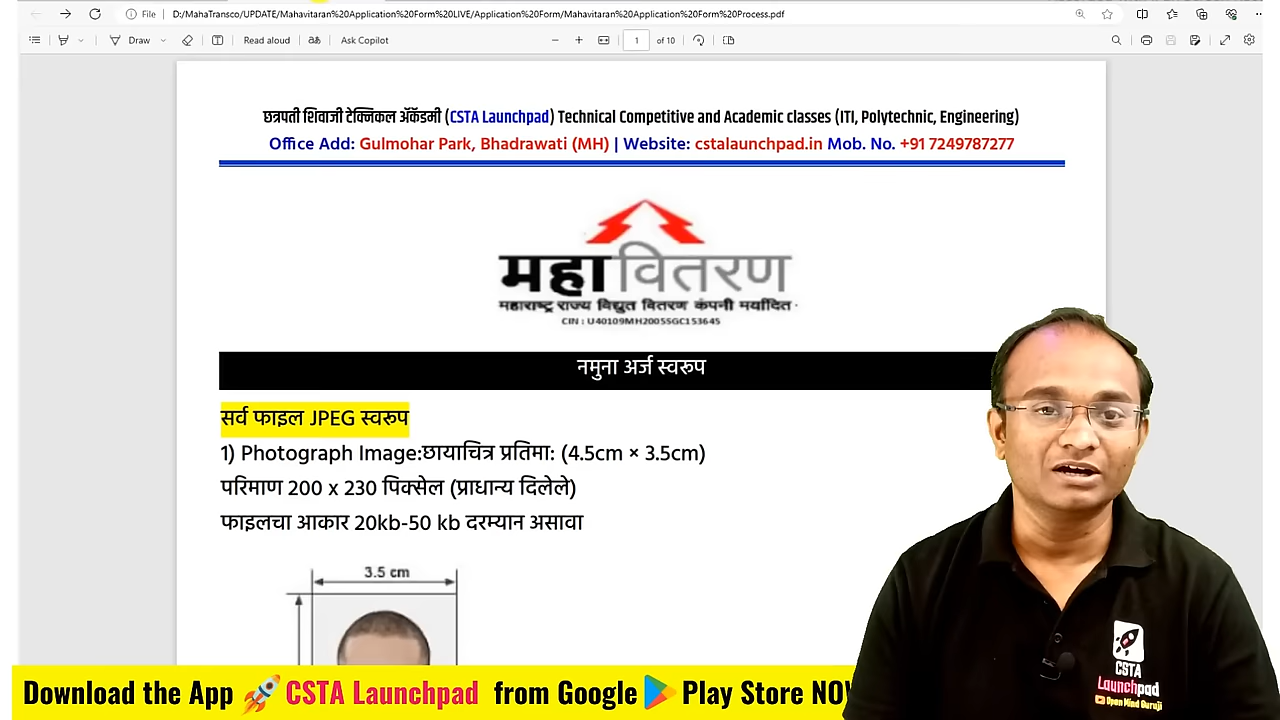 File D:/MahaTransco/UPDATE/Mahavitaran%20Application%20Form%20LIVE/Application%20Form/Mahavitaran%20Application%20Form%20Process.pdf
Draw Read aloud aあ Ask Copilot 1 of 10
छत्रपती शिवाजी टेक्निकल अ‍ॅकॅडमी (CSTA Launchpad) Technical Competitive and Academic classes (ITI, Polytechnic, Engineering)
Office Add: Gulmohar Park, Bhadrawati (MH) | Website: cstalaunchpad.in Mob. No. +91 7249787277
महावितरण
महाराष्ट्र राज्य विद्युत वितरण कंपनी मर्यादित
CIN : U40109MH2005SGC153645
नमुना अर्ज स्वरूप
सर्व फाइल JPEG स्वरूप
1) Photograph Image:छायाचित्र प्रतिमा: (4.5cm × 3.5cm)
परिमाण 200 x 230 पिक्सेल (प्राधान्य दिलेले)
फाइलचा आकार 20kb-50 kb दरम्यान असावा
3.5 cm
CSTA
Launchpad
Open Mind Guruji
Download the App CSTA Launchpad from Google Play Store NOW